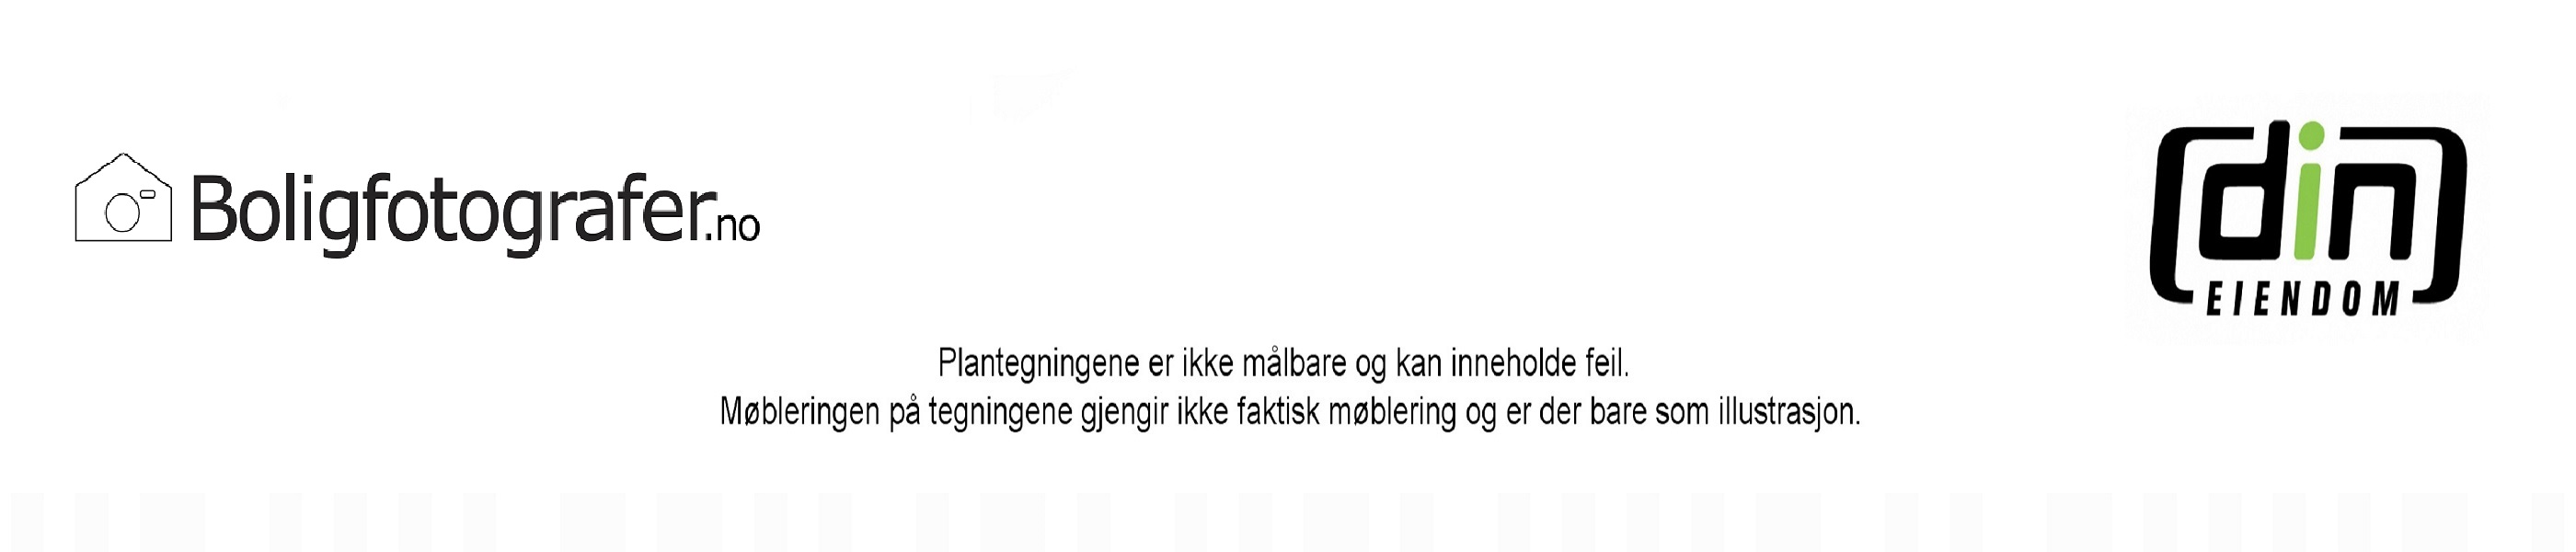 Boligfotografer.no
din
EIENDOM
Plantegningene er ikke målbare og kan inneholde feil.
Møbleringen på tegningene gjengir ikke faktisk møblering og er der bare som illustrasjon.